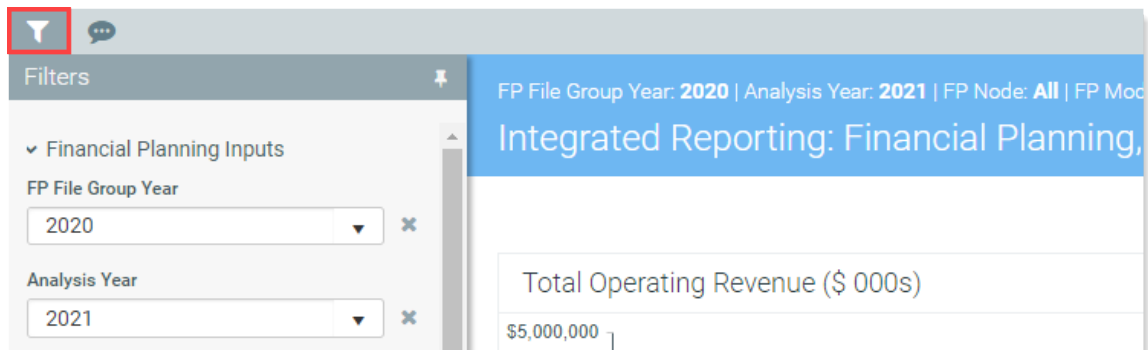 Filters
Financial Planning Inputs
FP File Group Year
2020
Analysis Year
2021
FP File Group Year: 2020 | Analysis Year: 2021 | FP Node: All | FP Mod
Integrated Reporting: Financial Planning,
Total Operating Revenue ($ 000s)
$5,000,000